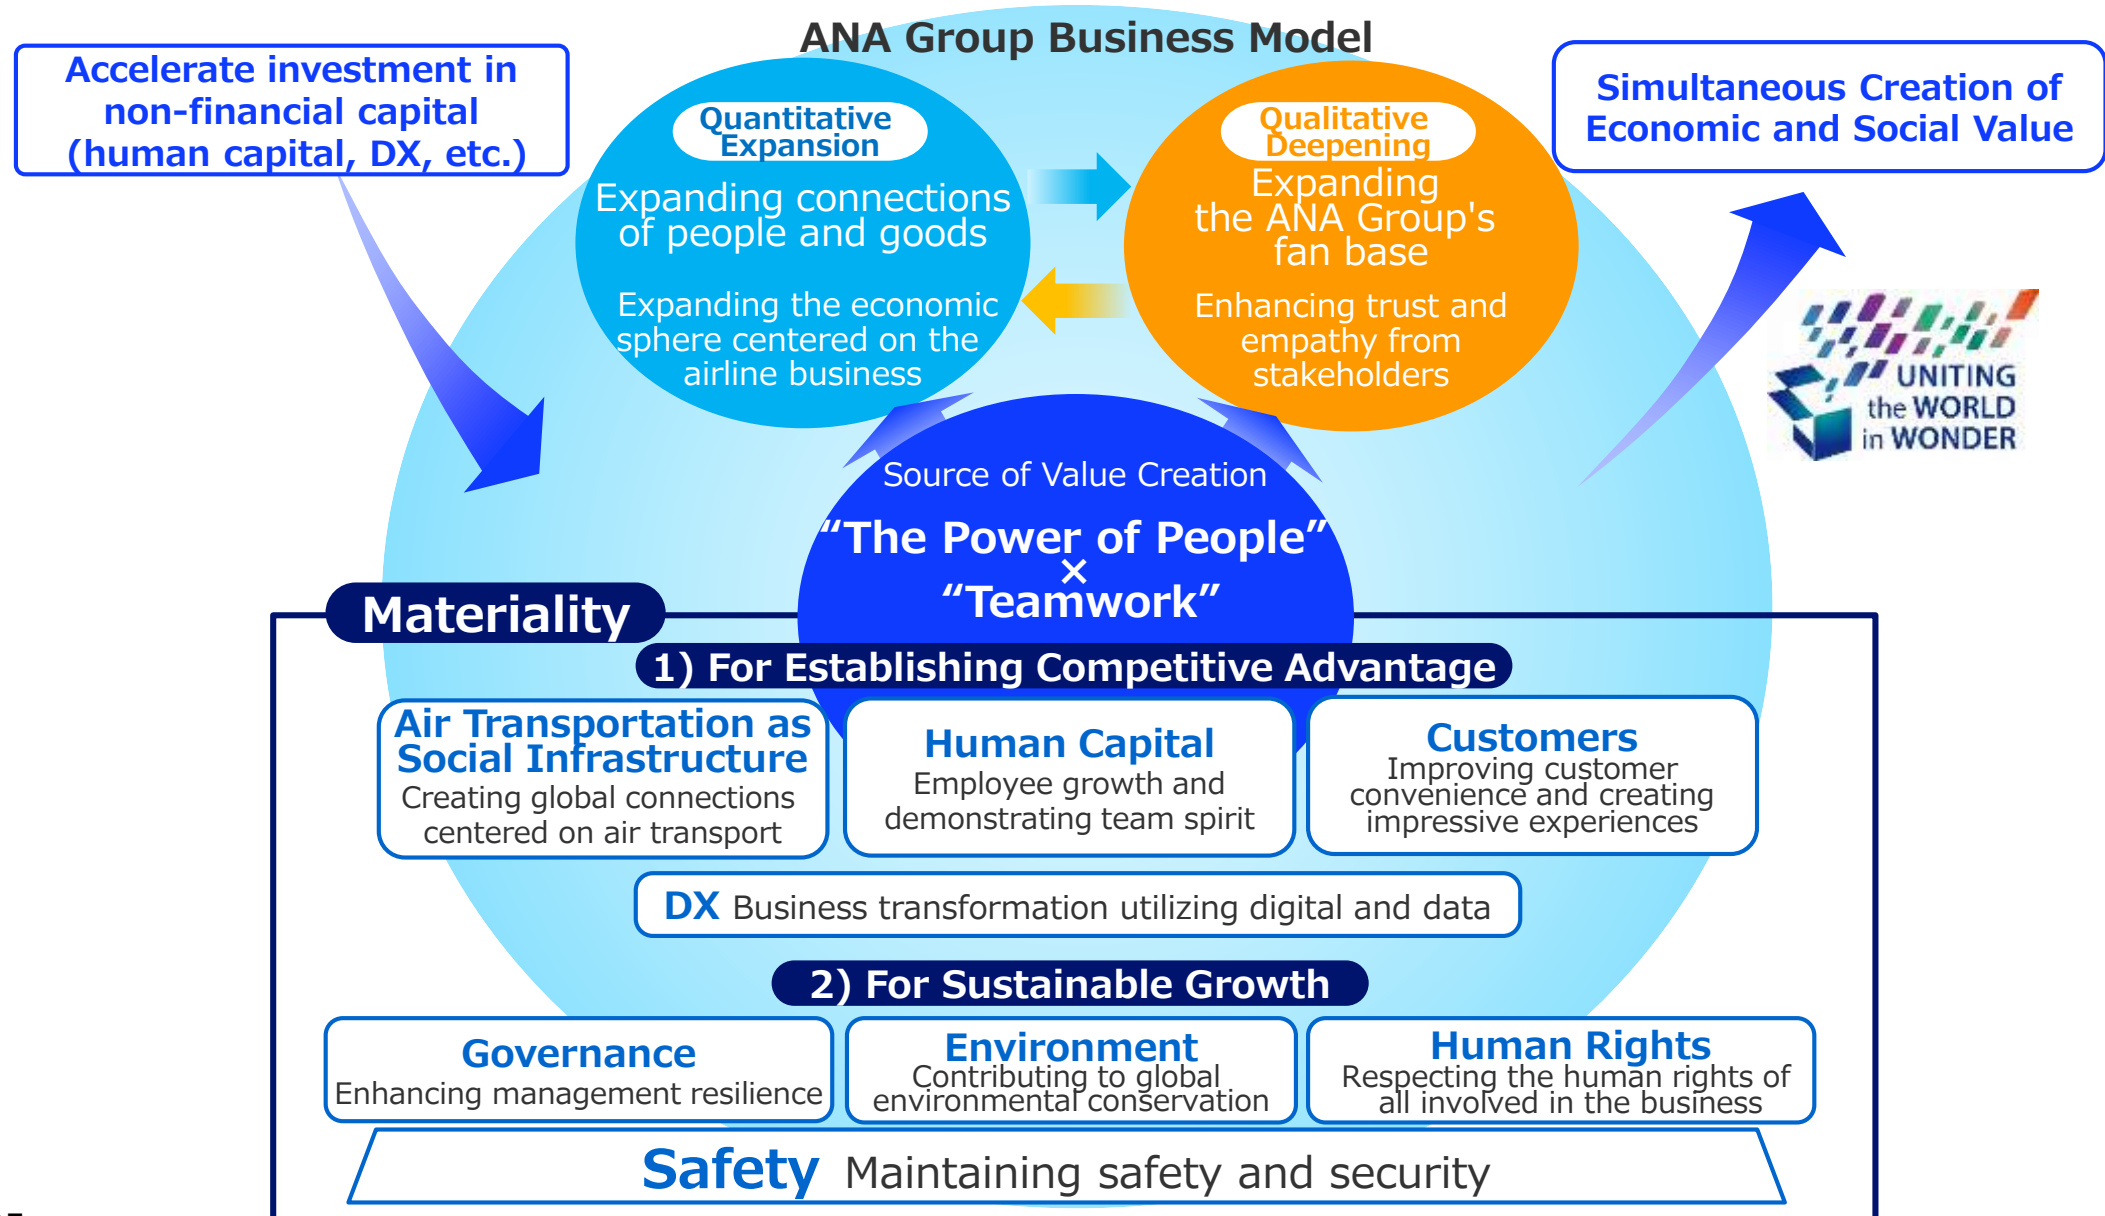 ANA Group Business Model
Accelerate investment in
non-financial capital
(human capital, DX, etc.)
Quantitative
Expansion
Expanding connections
of people and goods
Expanding the economic
sphere centered on the
airline business
Qualitative
Deepening
Expanding
the ANA Group's
fan base
Enhancing trust and
empathy from
stakeholders
Simultaneous Creation of
Economic and Social Value
UNITING
the WORLD
in WONDER
Source of Value Creation
“The Power of People”
×
“Teamwork”
Materiality
1) For Establishing Competitive Advantage
Air Transportation as
Social Infrastructure
Creating global connections
centered on air transport
Human Capital
Employee growth and
demonstrating team spirit
Customers
Improving customer
convenience and creating
impressive experiences
DX Business transformation utilizing digital and data
2) For Sustainable Growth
Governance
Enhancing management resilience
Environment
Contributing to global
environmental conservation
Human Rights
Respecting the human rights of
all involved in the business
Safety Maintaining safety and security